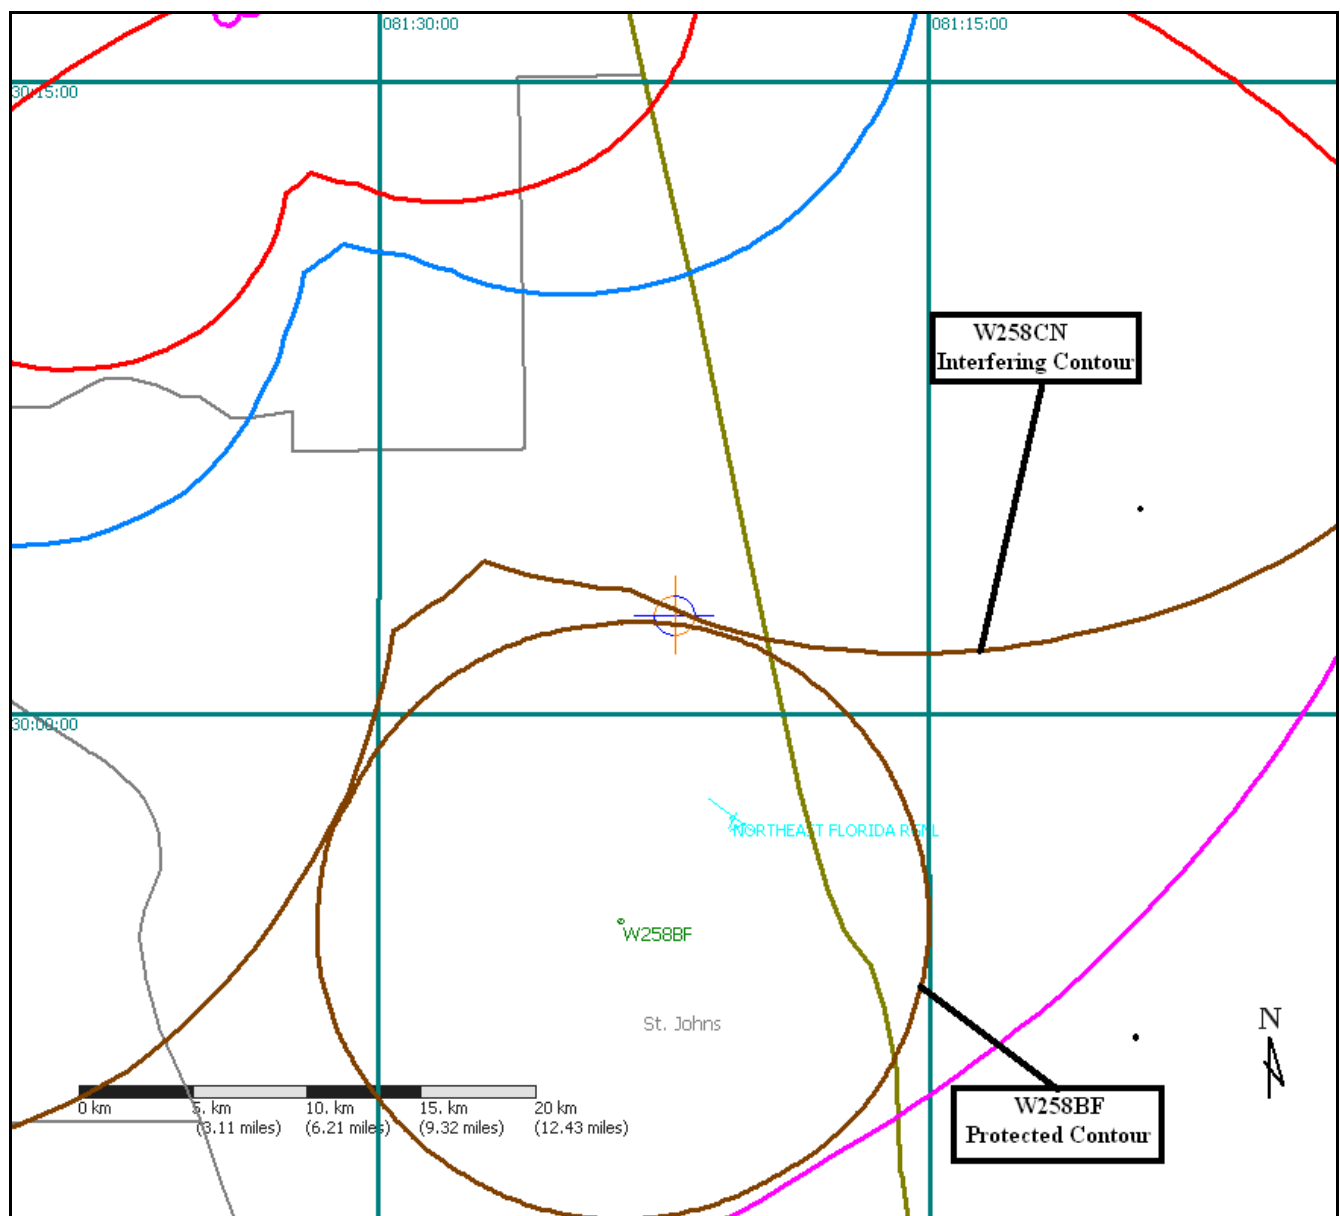 081:30:00
081:15:00
30:15:00
W258CN
Interfering Contour
30:00:00
NORTHEAST FLORIDA RGNL
W258BF
St. Johns
N
0 km
5. km
10. km
15. km
20 km
(3.11 miles)
(6.21 miles)
(9.32 miles)
(12.43 miles)
W258BF
Protected Contour